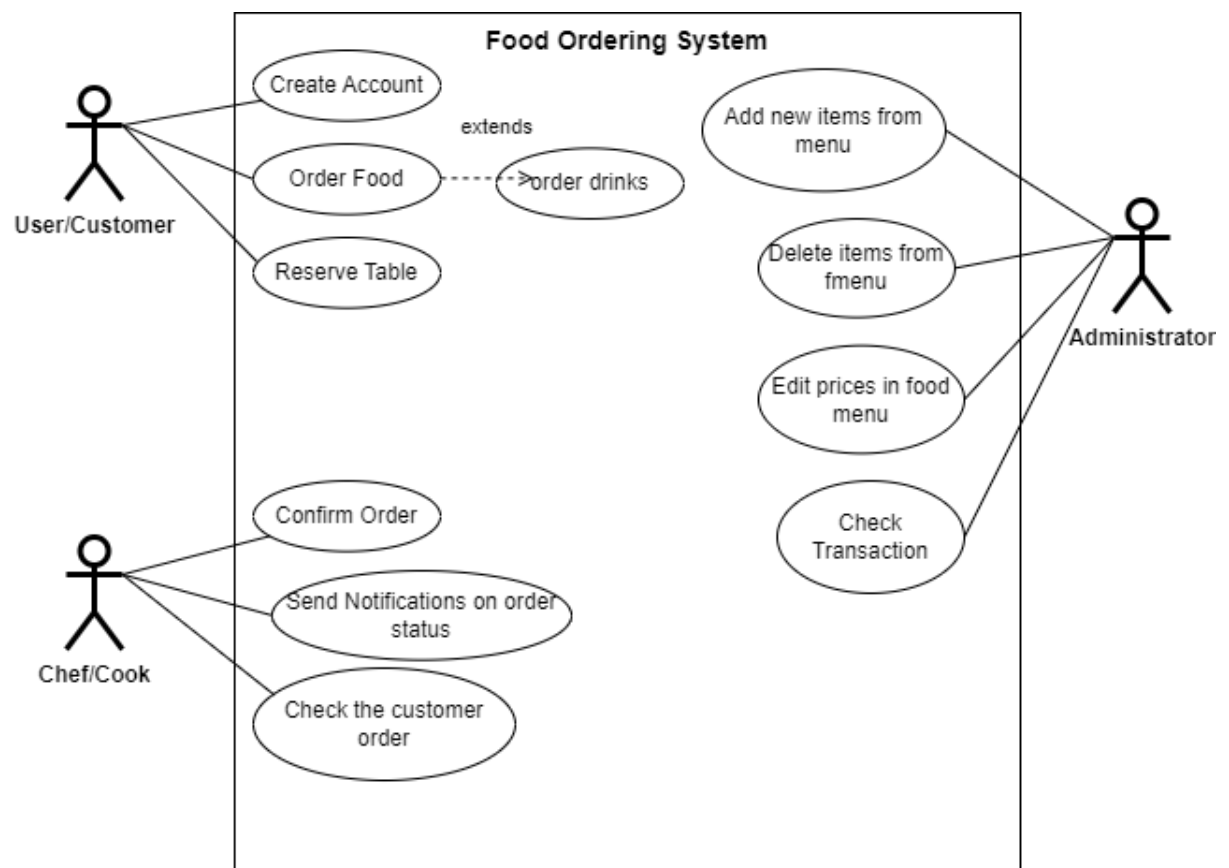 Food Ordering System
Create Account
extends
Order Food
order drinks
Reserve Table
User/Customer
Add new items from
menu
Delete items from
fmenu
Edit prices in food
menu
Check
Transaction
Administrator
Confirm Order
Send Notifications on order
status
Check the customer
order
Chef/Cook